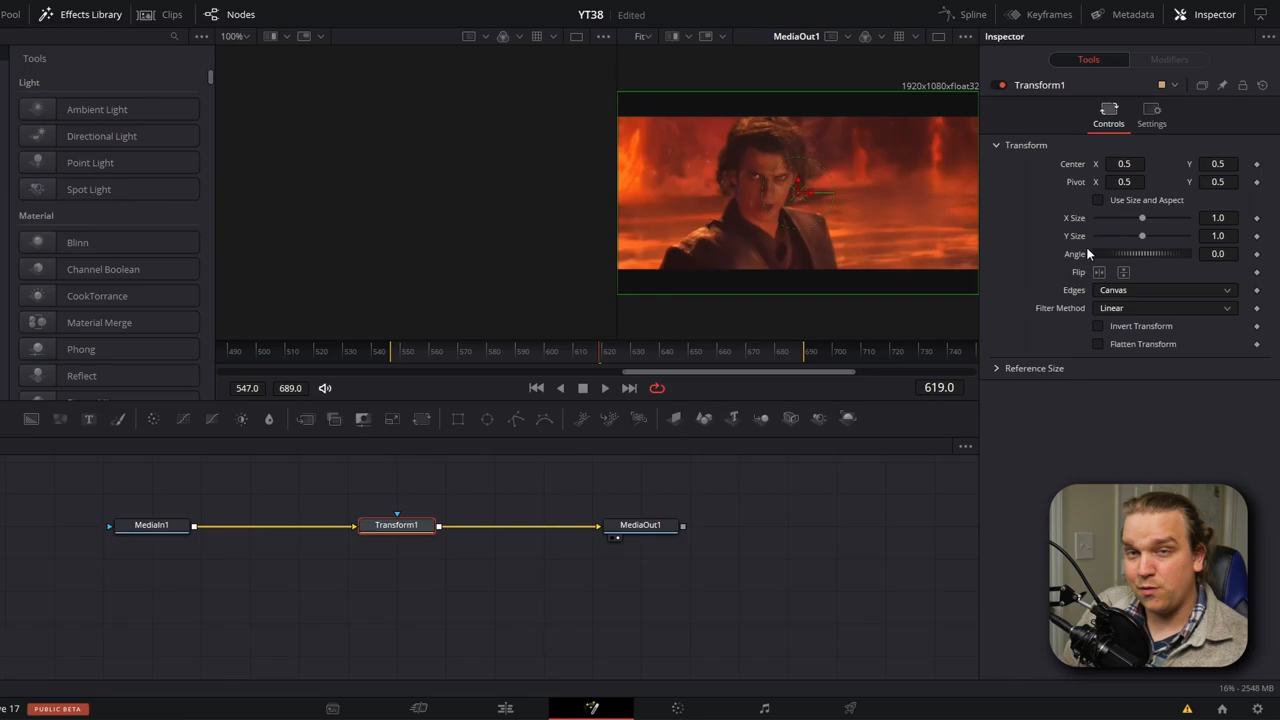 Pool
Effects Library
Clips
Nodes
YT38
Edited
Spline
Keyframes
Metadata
Inspector
100%
Fit
MediaOut1
Inspector
Tools
Tools
Modifiers
Light
1920x1080xfloat32
Transform1
Ambient Light
Controls
Settings
Directional Light
Transform
Point Light
Center X 0.5 Y 0.5
Spot Light
Pivot X 0.5 Y 0.5
Use Size and Aspect
Material
X Size 1.0
Y Size 1.0
Blinn
Angle 0.0
Channel Boolean
Flip
Edges Canvas
CookTorrance
Filter Method Linear
Material Merge
Invert Transform
Phong
Flatten Transform
490 500 510 520 530 540 550 560 570 580 590 600 610 620 630 640 650 660 670 680 690 700 710 720 730 740
Reference Size
Reflect
547.0
689.0
619.0
MediaIn1
Transform1
MediaOut1
16% - 2548 MB
ve 17
PUBLIC BETA